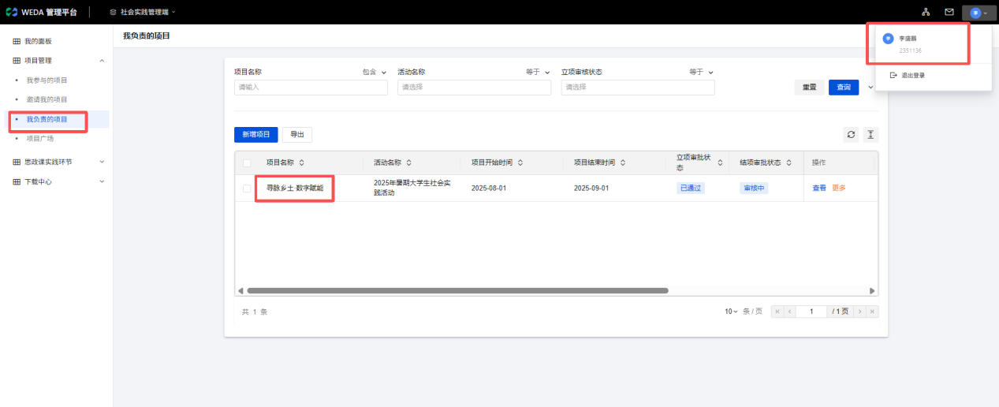 WEDA 管理平台
社会实践管理端
李
我的面板
项目管理
我参与的项目
邀请我的项目
我负责的项目
项目广场
思政课实践环节
下载中心
我负责的项目
李
李盛鹏
2351136
退出登录
项目名称 包含
请输入
活动名称 等于
请选择
立项审核状态 等于
请选择
重置 查询
新增项目 导出
项目名称 活动名称 项目开始时间 项目结束时间 立项审批状态 结项审批状态 操作
寻脉乡土·数字赋能 2025年暑期大学生社会实践活动 2025-08-01 2025-09-01 已通过 审核中 查看 更多
共 1 条
10 条 / 页 1 / 1 页